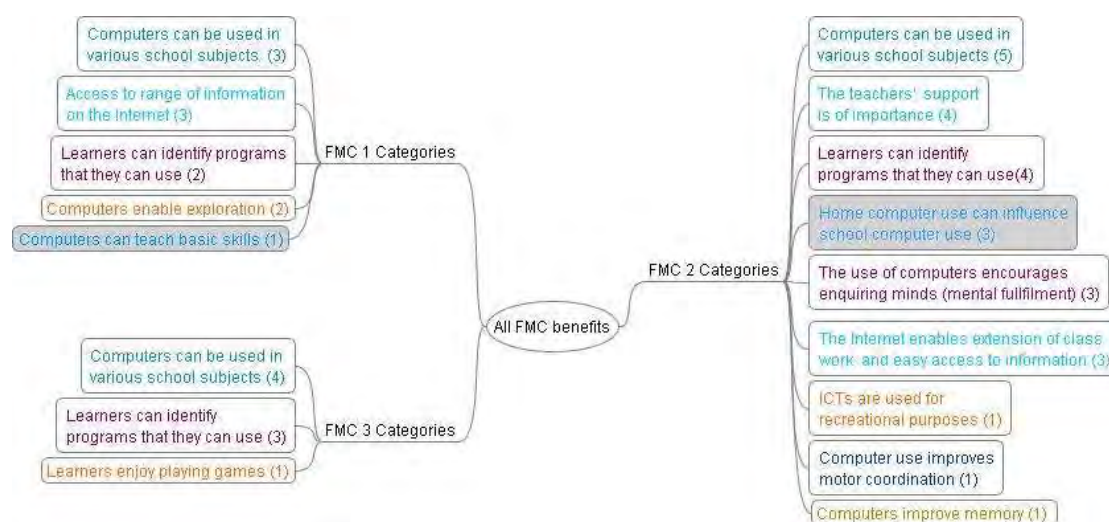 Computers can be used in
various school subjects (3)
Access to range of information
on the Internet (3)
Learners can identify programs
that they can use (2)
Computers enable exploration (2)
Computers can teach basic skills (1)
FMC 1 Categories
Computers can be used in
various school subjects (4)
Learners can identify
programs that they can use (3)
Learners enjoy playing games (1)
FMC 3 Categories
All FMC benefits
FMC 2 Categories
Computers can be used in
various school subjects (5)
The teachers' support
is of importance (4)
Learners can identify
programs that they can use(4)
Home computer use can influence
school computer use (3)
The use of computers encourages
enquiring minds (mental fullfilment) (3)
The Internet enables extension of class
work and easy access to information (3)
ICTs are used for
recreational purposes (1)
Computer use improves
motor coordination (1)
Computers improve memory (1)